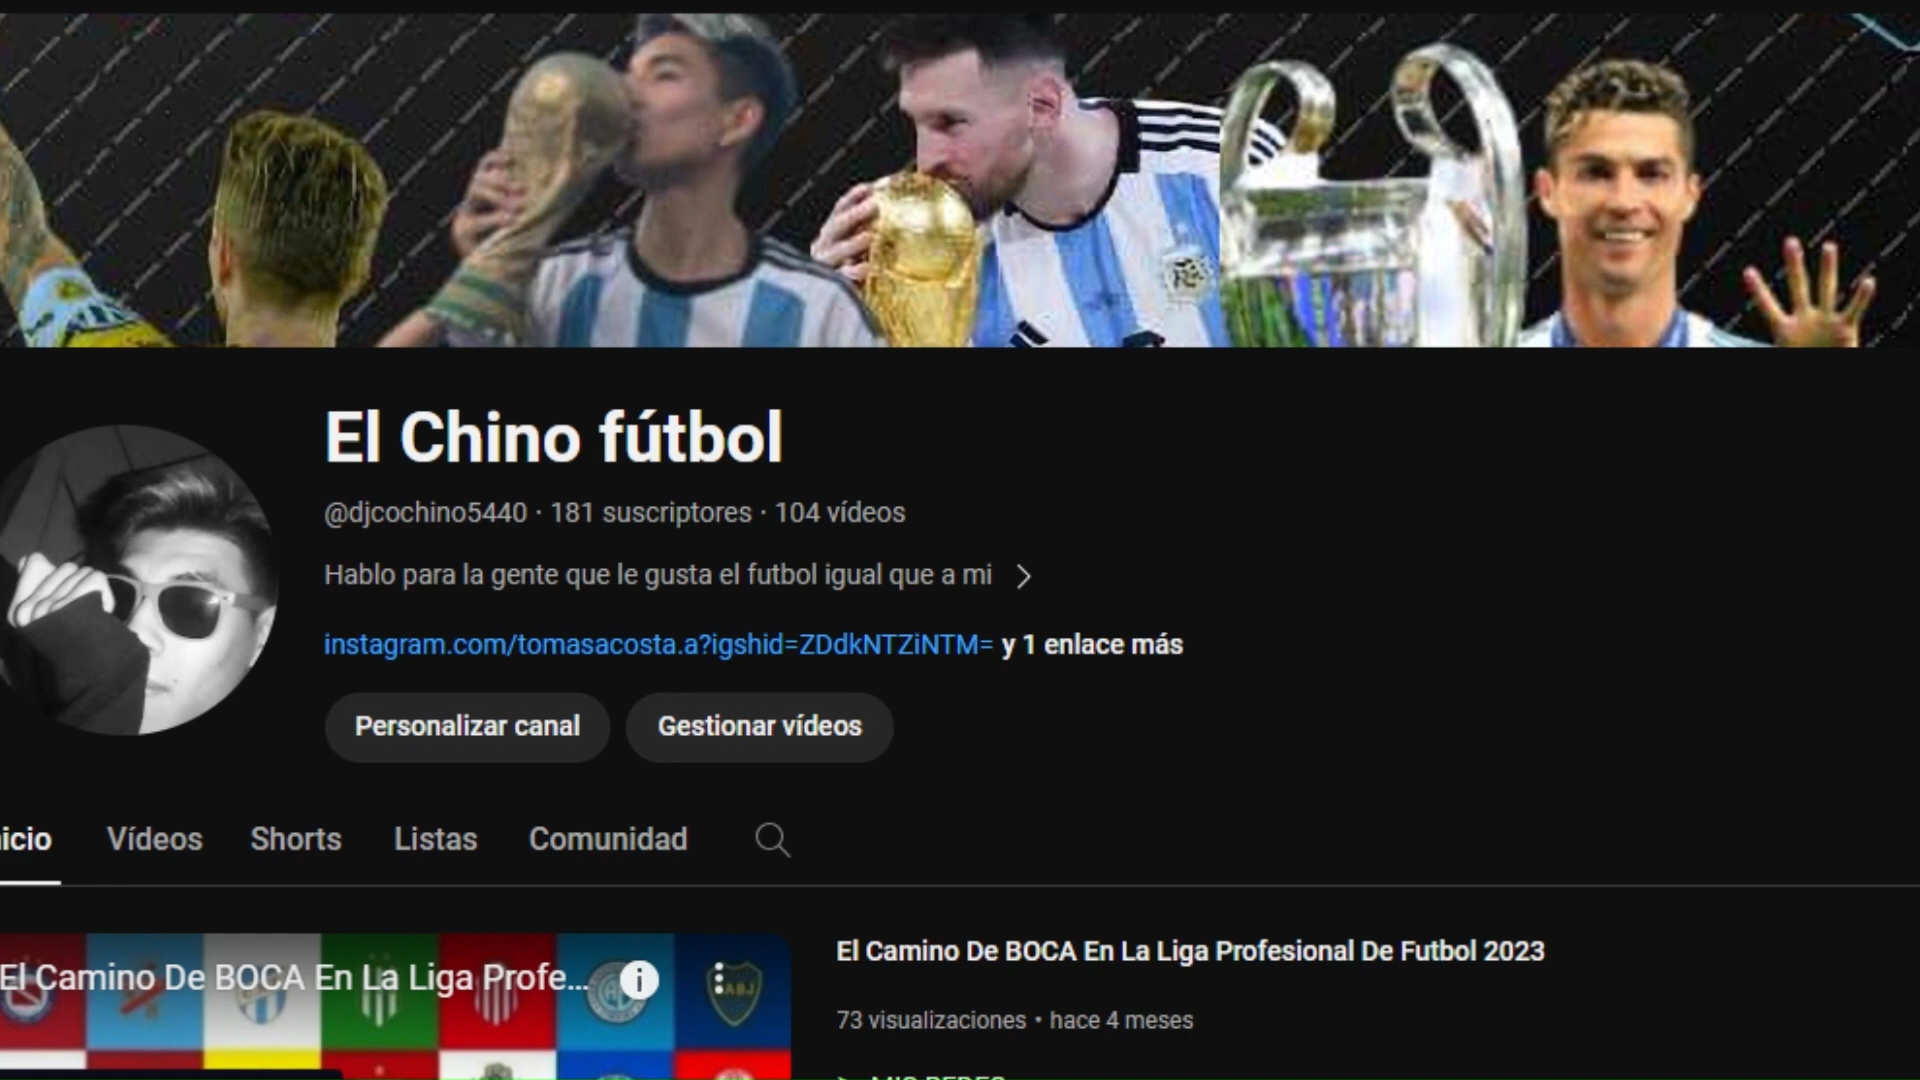 El Chino fútbol
@djcochino5440 · 181 suscriptores · 104 vídeos
Hablo para la gente que le gusta el futbol igual que a mi
instagram.com/tomasacosta.a?igshid=ZDdkNTZiNTM= y 1 enlace más
Personalizar canal Gestionar vídeos
icio Vídeos Shorts Listas Comunidad
El Camino De BOCA En La Liga Profe...
CABJ
El Camino De BOCA En La Liga Profesional De Futbol 2023
73 visualizaciones • hace 4 meses